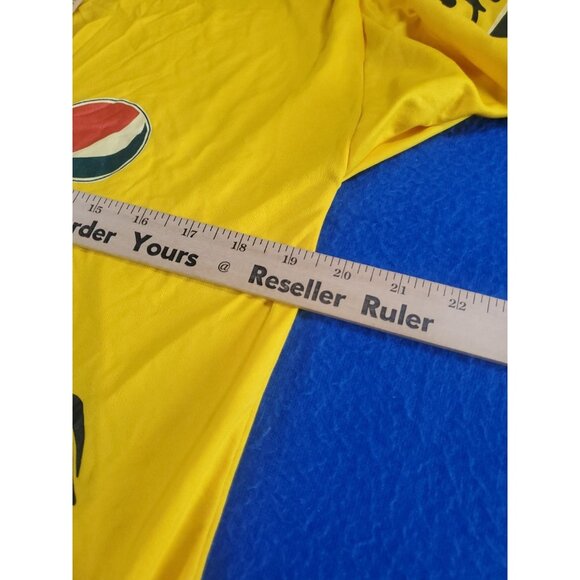 15 16 17 18 19 20 21 22
rder Yours @ Reseller Ruler